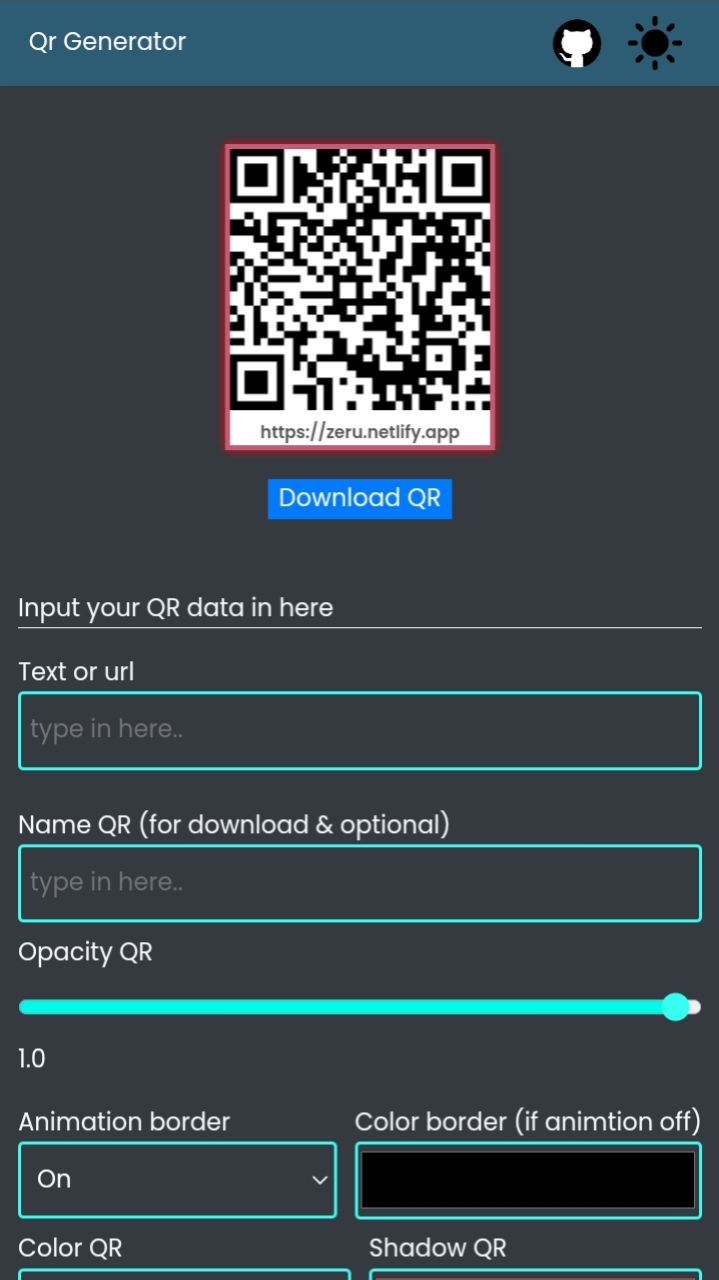 Qr Generator
https://zeru.netlify.app
Download QR
Input your QR data in here
Text or url
type in here..
Name QR (for download & optional)
type in here..
Opacity QR
1.0
Animation border
Color border (if animtion off)
On
Color QR
Shadow QR